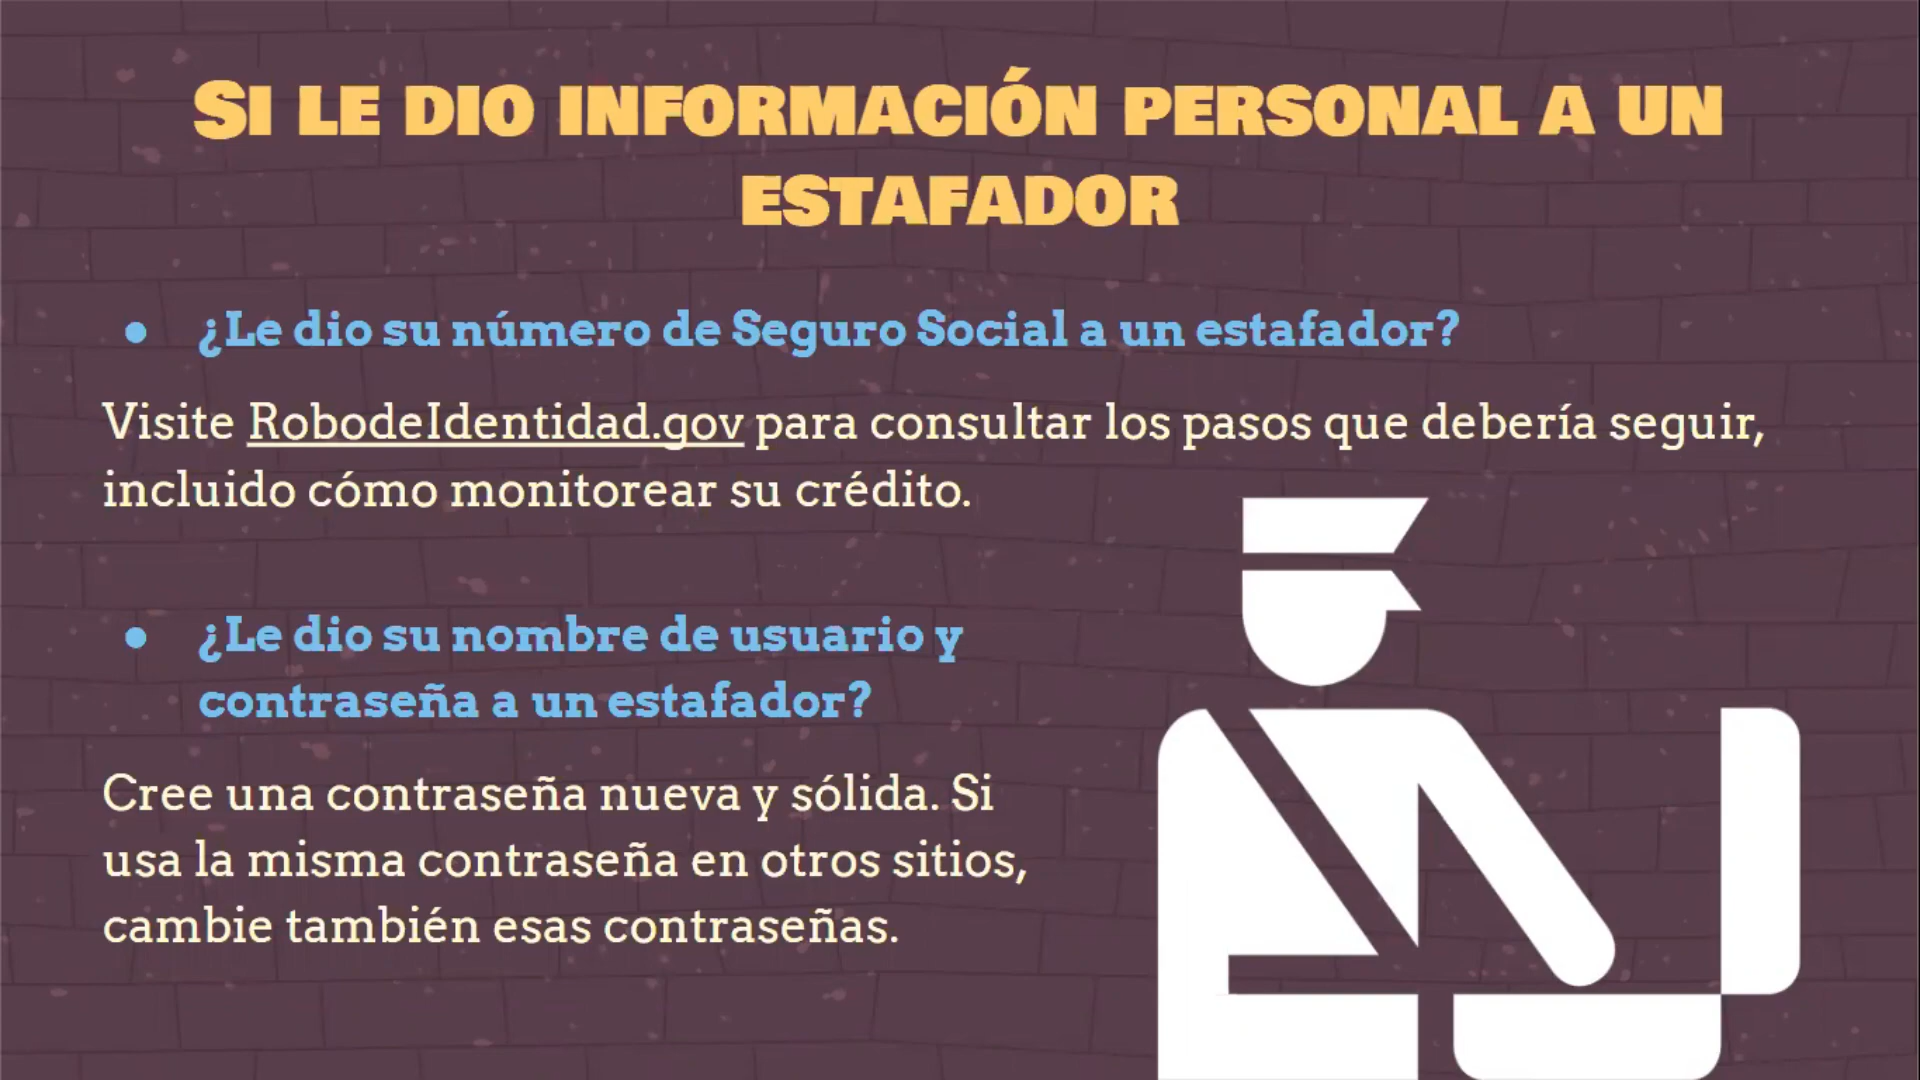 Si le dio información personal a un
estafador
● ¿Le dio su número de Seguro Social a un estafador?
Visite RobodeIdentidad.gov para consultar los pasos que debería seguir,
incluido cómo monitorear su crédito.
● ¿Le dio su nombre de usuario y
contraseña a un estafador?
Cree una contraseña nueva y sólida. Si
usa la misma contraseña en otros sitios,
cambie también esas contraseñas.